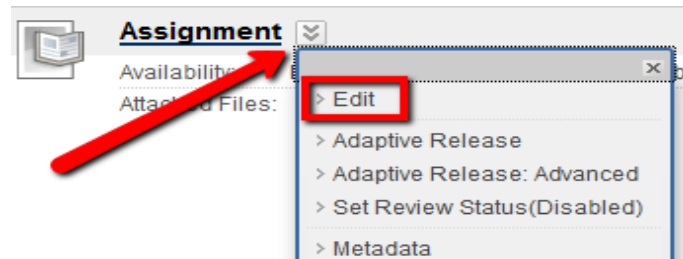 Assignment
Availability:
Attached Files:
×
> Edit
> Adaptive Release
> Adaptive Release: Advanced
> Set Review Status(Disabled)
> Metadata